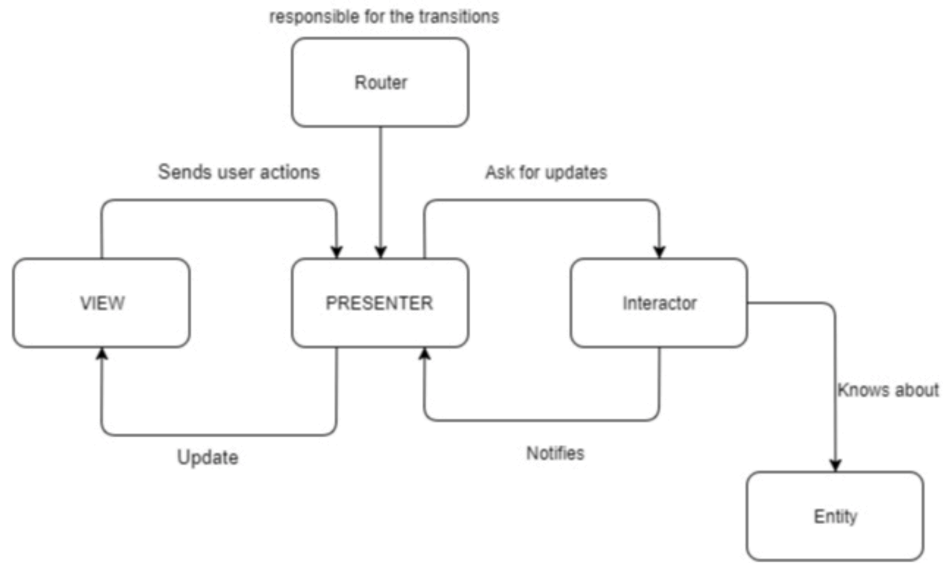 responsible for the transitions
Router
Sends user actions
Ask for updates
VIEW
PRESENTER
Interactor
Knows about
Update
Notifies
Entity